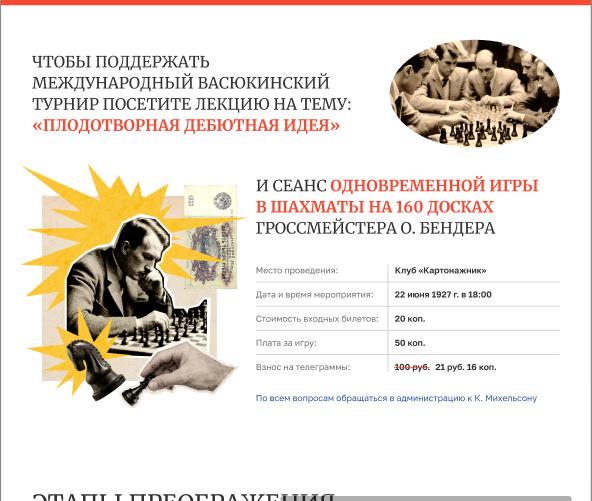 ЧТОБЫ ПОДДЕРЖАТЬ
МЕЖДУНАРОДНЫЙ ВАСЮКИНСКИЙ
ТУРНИР ПОСЕТИТЕ ЛЕКЦИЮ НА ТЕМУ:
«ПЛОДОТВОРНАЯ ДЕБЮТНАЯ ИДЕЯ»
И СЕАНС ОДНОВРЕМЕННОЙ ИГРЫ
В ШАХМАТЫ НА 160 ДОСКАХ
ГРОССМЕЙСТЕРА О. БЕНДЕРА
Место проведения: Клуб «Картонажник»
Дата и время мероприятия: 22 июня 1927 г. в 18:00
Стоимость входных билетов: 20 коп.
Плата за игру: 50 коп.
Взнос на телеграммы: 100 руб. 21 руб. 16 коп.
По всем вопросам обращаться в администрацию к К. Михельсону
ЭТАПЫ ПРЕОБРАЖЕНИЯ